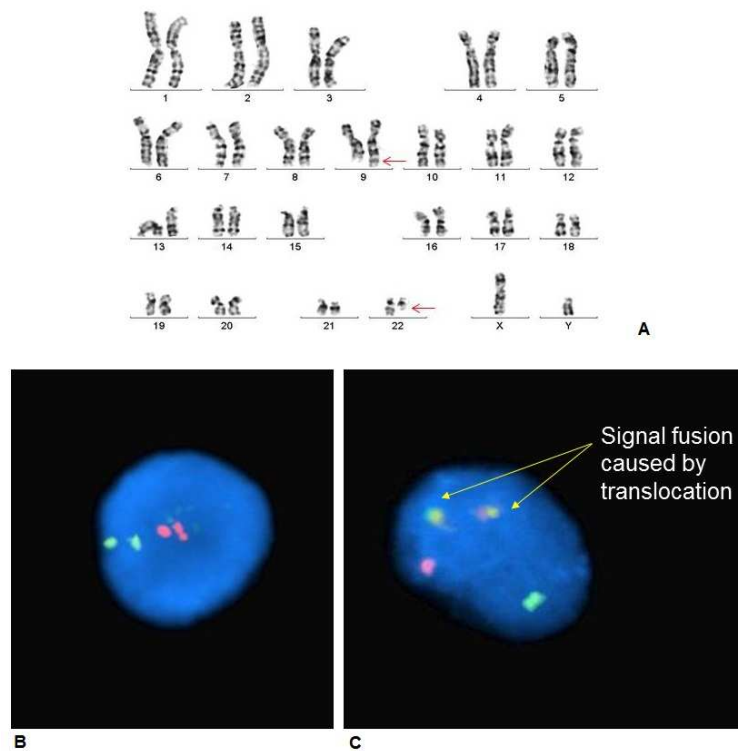 1 2 3 4 5
6 7 8 9 10 11 12
13 14 15 16 17 18
19 20 21 22 X Y
A
Signal fusion
caused by
translocation
B C